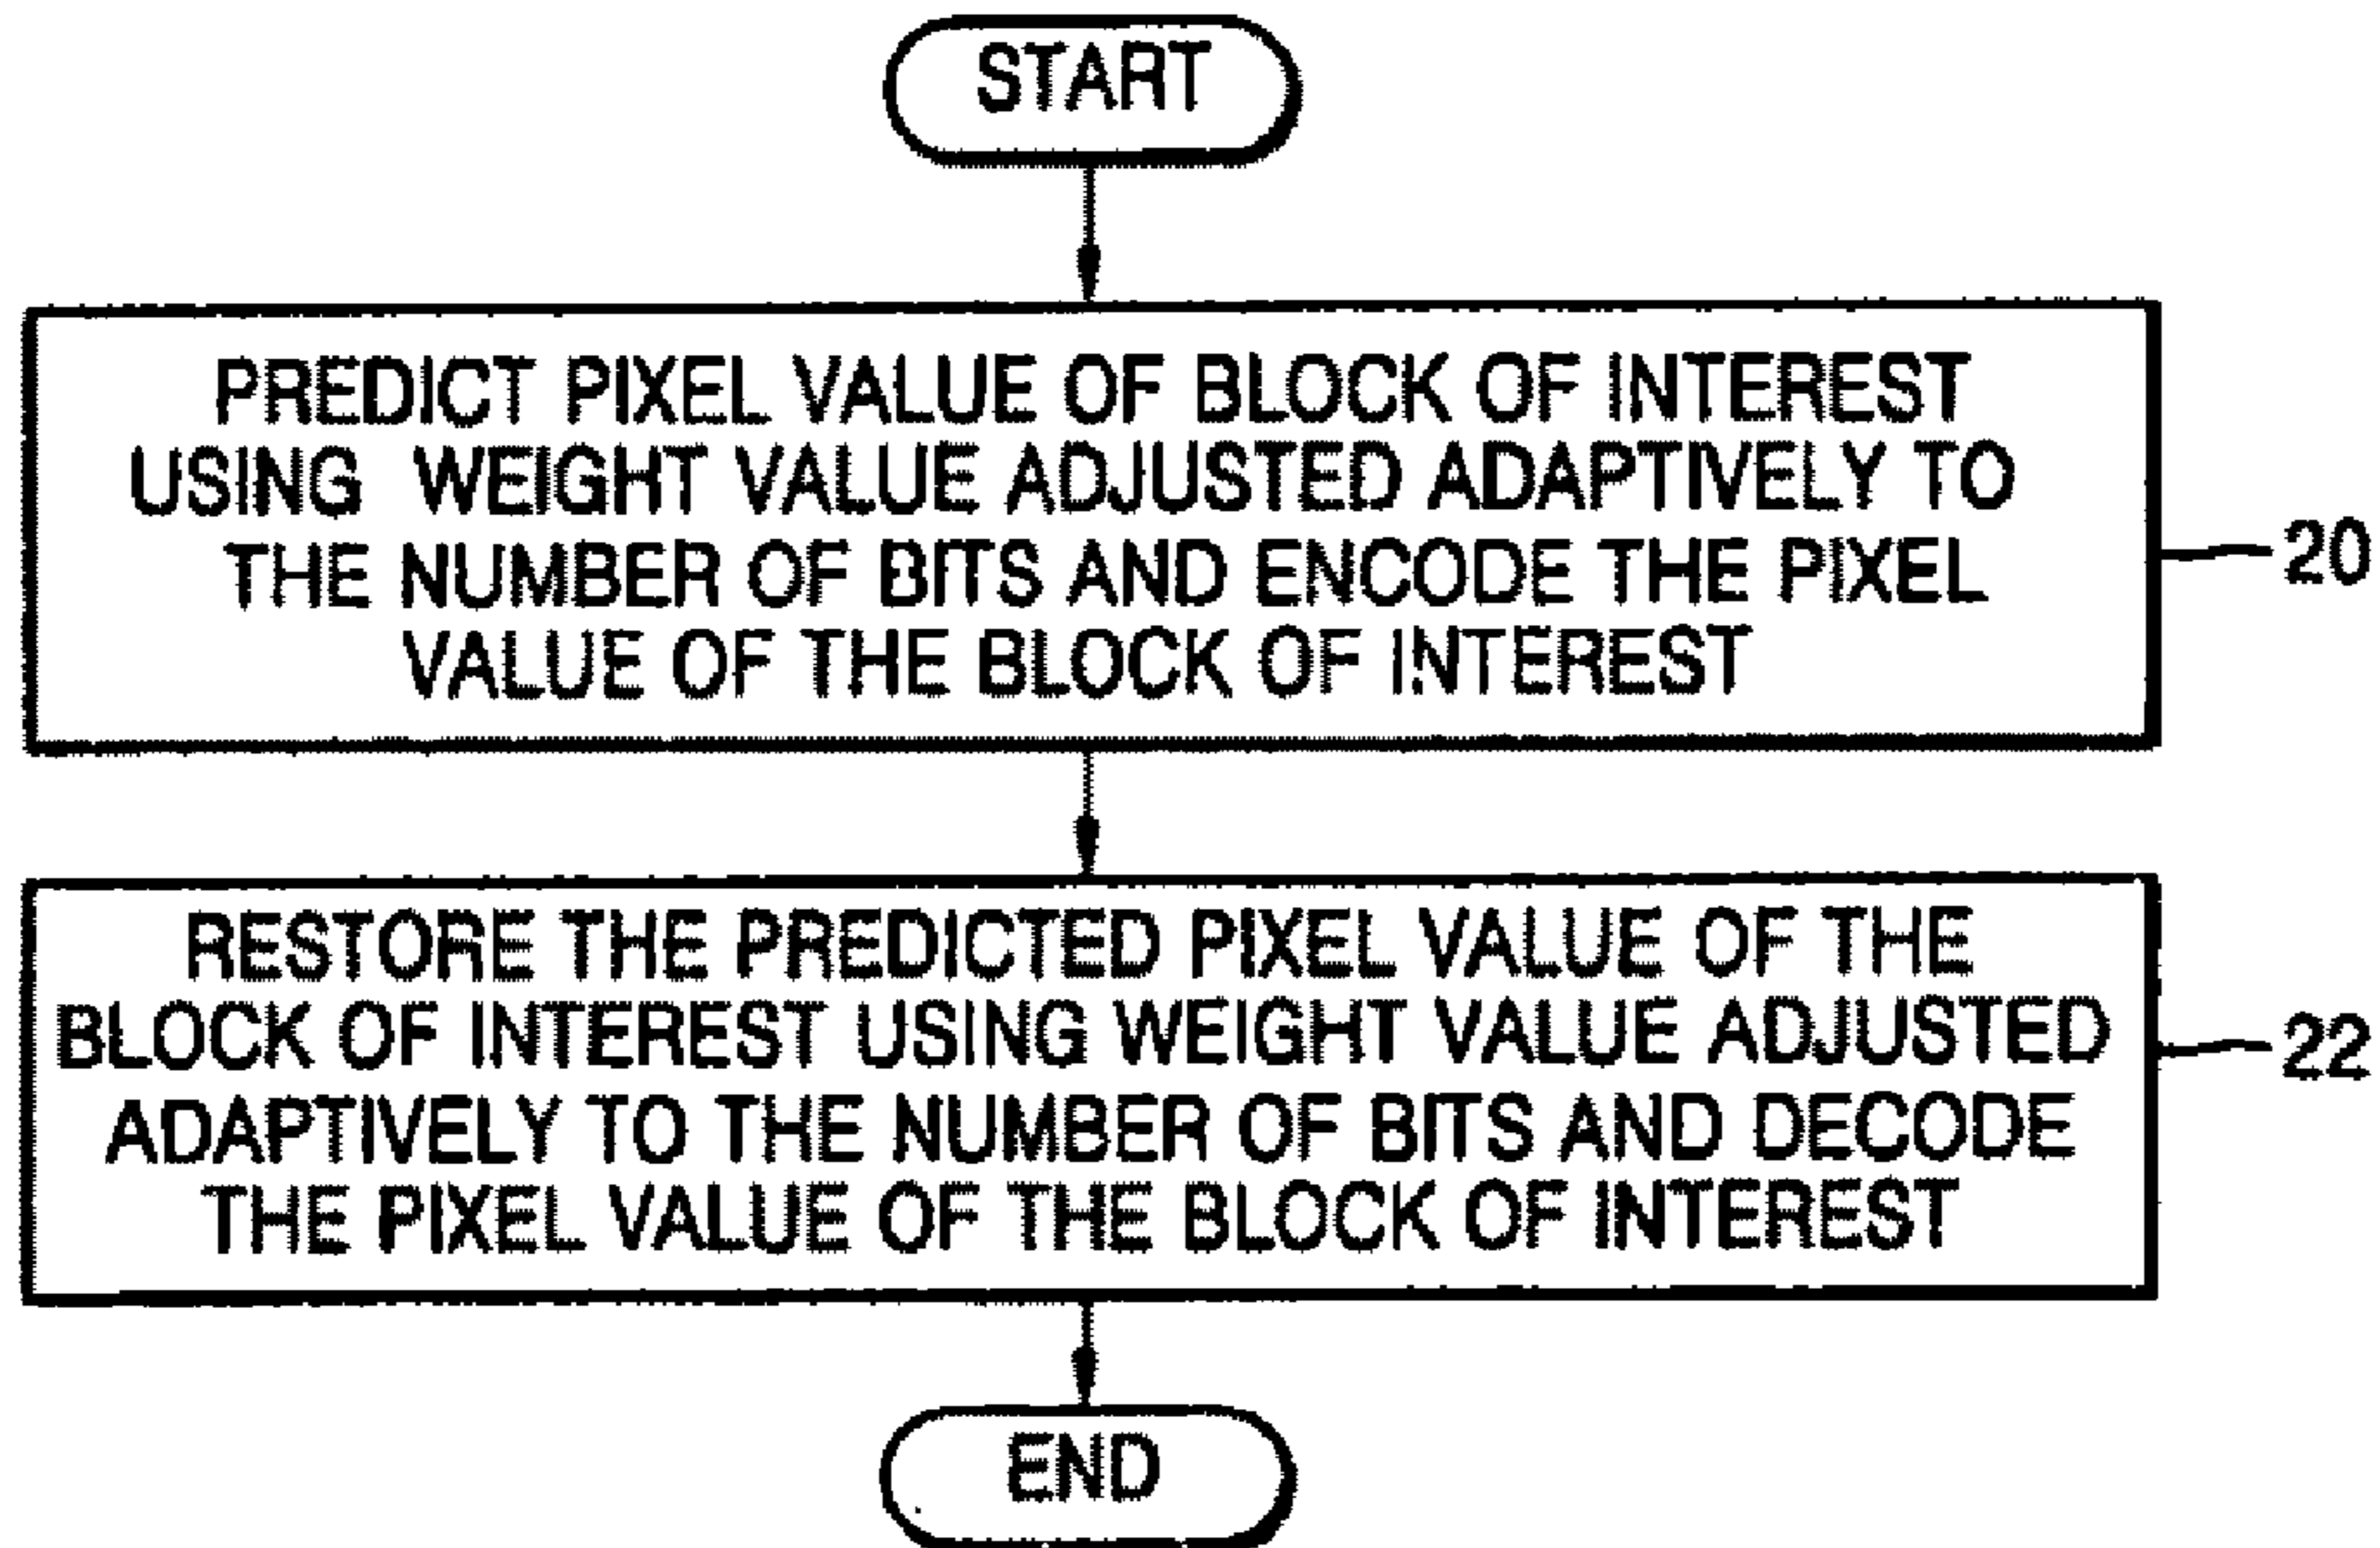 START
PREDICT PIXEL VALUE OF BLOCK OF INTEREST
USING WEIGHT VALUE ADJUSTED ADAPTIVELY TO
THE NUMBER OF BITS AND ENCODE THE PIXEL
VALUE OF THE BLOCK OF INTEREST
20
RESTORE THE PREDICTED PIXEL VALUE OF THE
BLOCK OF INTEREST USING WEIGHT VALUE ADJUSTED
ADAPTIVELY TO THE NUMBER OF BITS AND DECODE
THE PIXEL VALUE OF THE BLOCK OF INTEREST
22
END